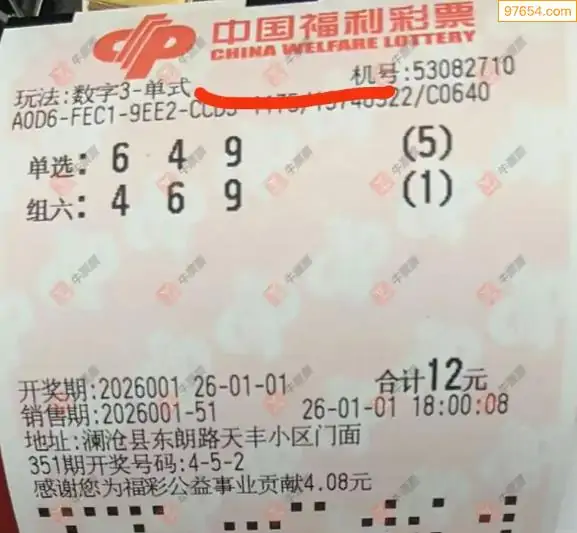 97654.com
中国福利彩票
CHINA WELFARE LOTTERY
玩法:数字3-单式 机号:53082710
A0D6-FEC1-9EE2- /C0640
单选: 6 4 9 (5)
组六: 4 6 9 (1)
开奖期:2026001 26-01-01 合计12元
销售期:2026001-51 26-01-01 18:00:08
地址:澜沧县东朗路天丰小区门面
351期开奖号码:4-5-2
感谢您为福彩公益事业贡献4.08元